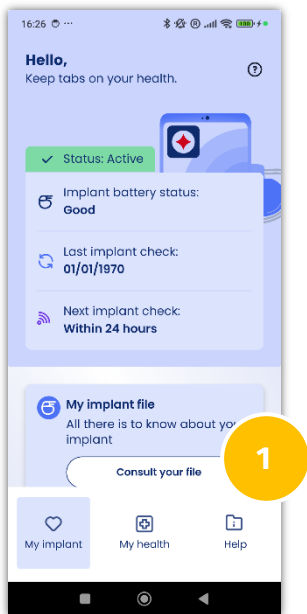 16:26
Hello,
Keep tabs on your health.
Status: Active
Implant battery status:
Good
Last implant check:
01/01/1970
Next implant check:
Within 24 hours
My implant file
All there is to know about
implant
Consult your file
1
My implant
My health
Help